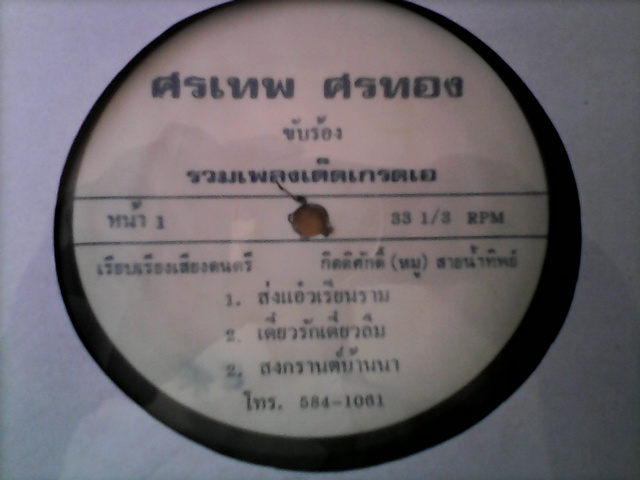 ศรเทพ ศรทอง
ขับร้อง
รวมเพลงเด็ดเกรดเอ
หน้า 1 33 1/3 RPM
เรียบเรียงเสียงดนตรี กิตติศักดิ์ (หมู) สายน้ำทิพย์
1. ส่งแอ๋วเรียนราม
2. เดี๋ยวรักเดี๋ยวลืม
2. สงกรานต์บ้านนา
โทร. 584-1061